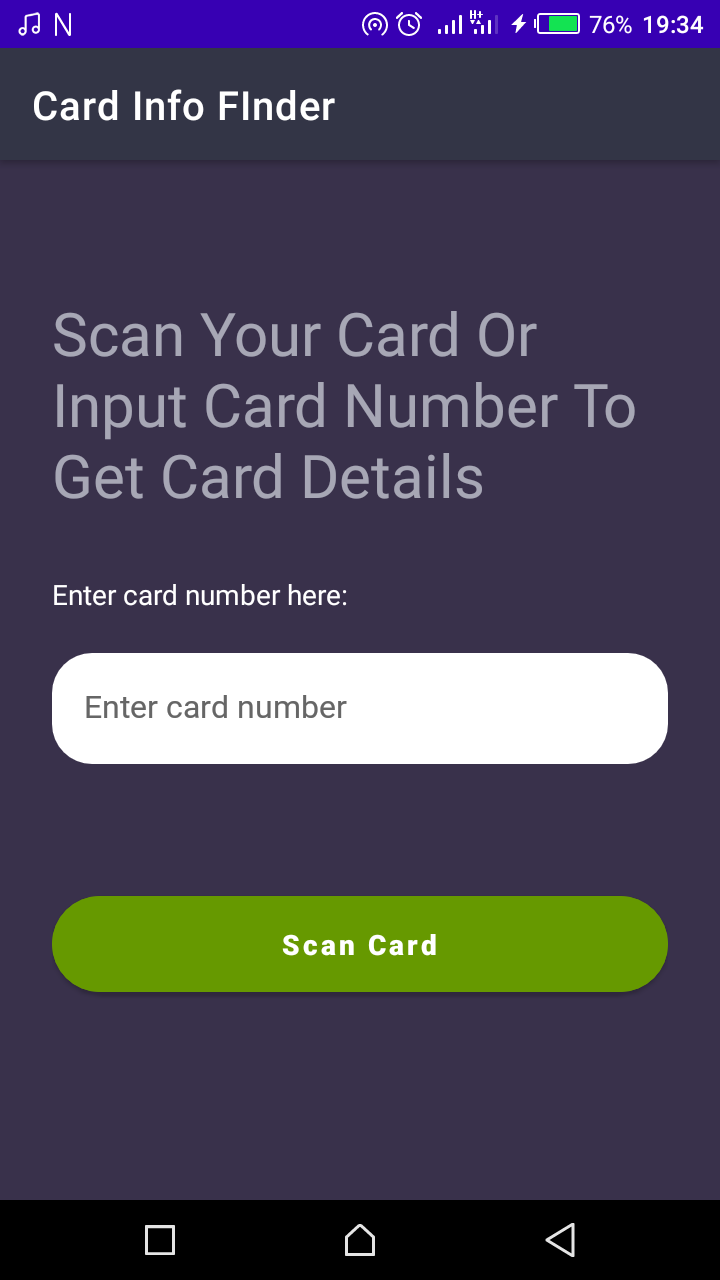 76% 19:34
Card Info FInder
Scan Your Card Or
Input Card Number To
Get Card Details
Enter card number here:
Enter card number
Scan Card